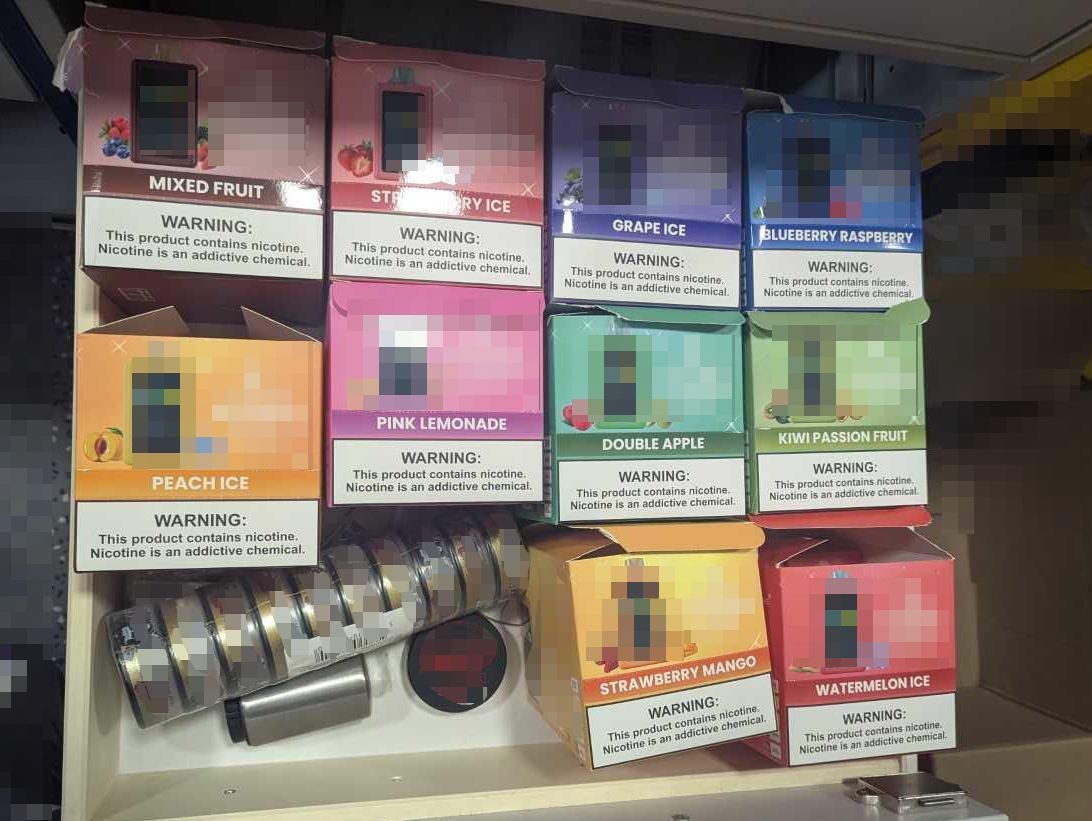 MIXED FRUIT
WARNING:
This product contains nicotine.
Nicotine is an addictive chemical.
STRAWBERRY ICE
WARNING:
This product contains nicotine.
Nicotine is an addictive chemical.
GRAPE ICE
WARNING:
This product contains nicotine.
Nicotine is an addictive chemical.
BLUEBERRY RASPBERRY
WARNING:
This product contains nicotine.
Nicotine is an addictive chemical.
PEACH ICE
WARNING:
This product contains nicotine.
Nicotine is an addictive chemical.
PINK LEMONADE
WARNING:
This product contains nicotine.
Nicotine is an addictive chemical.
DOUBLE APPLE
WARNING:
This product contains nicotine.
Nicotine is an addictive chemical.
KIWI PASSION FRUIT
WARNING:
This product contains nicotine.
Nicotine is an addictive chemical.
STRAWBERRY MANGO
WARNING:
This product contains nicotine.
Nicotine is an addictive chemical.
WATERMELON ICE
WARNING:
This product contains nicotine.
Nicotine is an addictive chemical.